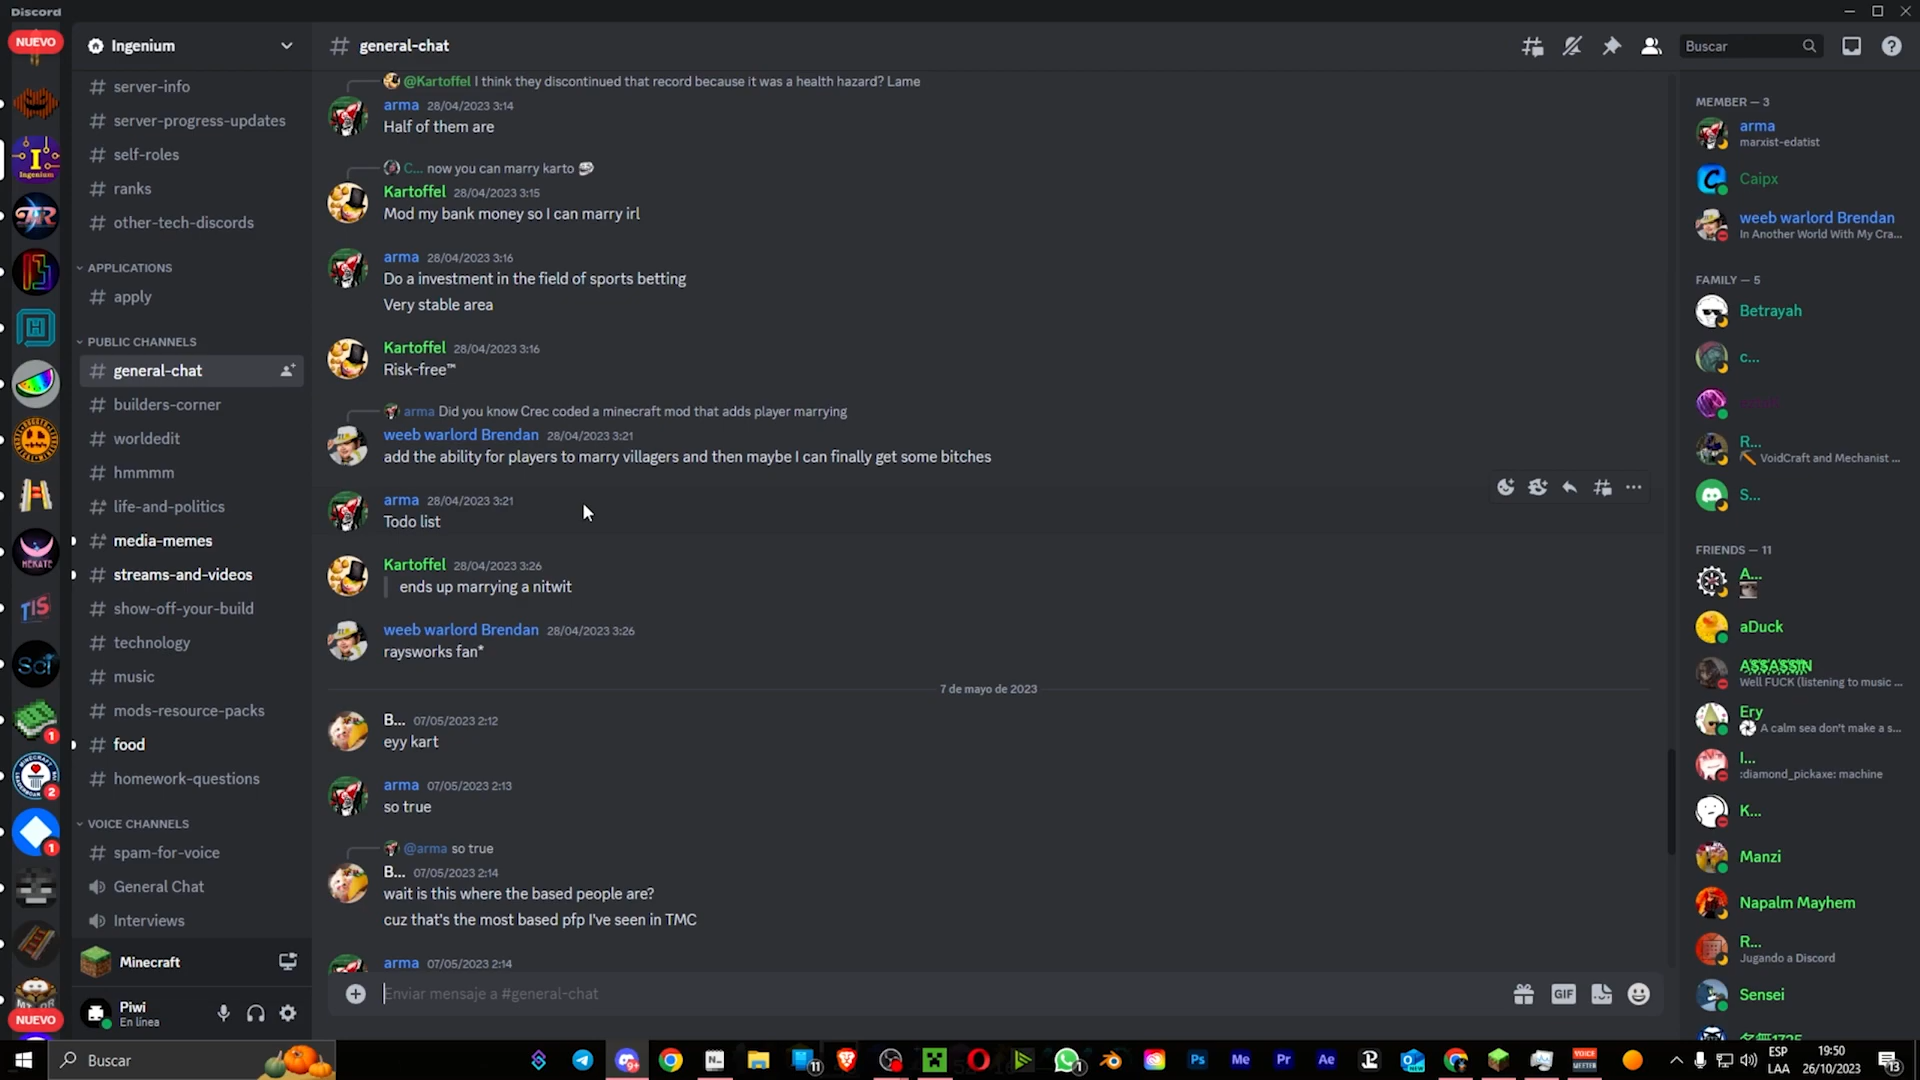 Discord
NUEVO
Ingenium
TIS
Sci
1
2
1
NUEVO
Ingenium
server-info
server-progress-updates
self-roles
ranks
other-tech-discords
APPLICATIONS
apply
PUBLIC CHANNELS
general-chat
builders-corner
worldedit
hmmmm
life-and-politics
media-memes
streams-and-videos
show-off-your-build
technology
music
mods-resource-packs
food
homework-questions
VOICE CHANNELS
spam-for-voice
General Chat
Interviews
Minecraft
Piwi
En línea
general-chat
Buscar
@Kartoffel I think they discontinued that record because it was a health hazard? Lame
arma 28/04/2023 3:14
Half of them are
C... now you can marry karto
Kartoffel 28/04/2023 3:15
Mod my bank money so I can marry irl
arma 28/04/2023 3:16
Do a investment in the field of sports betting
Very stable area
Kartoffel 28/04/2023 3:16
Risk-free™
arma Did you know Crec coded a minecraft mod that adds player marrying
weeb warlord Brendan 28/04/2023 3:21
add the ability for players to marry villagers and then maybe I can finally get some bitches
arma 28/04/2023 3:21
Todo list
Kartoffel 28/04/2023 3:26
ends up marrying a nitwit
weeb warlord Brendan 28/04/2023 3:26
raysworks fan*
7 de mayo de 2023
B... 07/05/2023 2:12
eyy kart
arma 07/05/2023 2:13
so true
@arma so true
B... 07/05/2023 2:14
wait is this where the based people are?
cuz that's the most based pfp I've seen in TMC
arma 07/05/2023 2:14
Enviar mensaje a #general-chat
GIF
MEMBER — 3
arma
marxist-edatist
Caipx
weeb warlord Brendan
In Another World With My Cra...
FAMILY — 5
Betrayah
c...
R...
VoidCraft and Mechanist ...
S...
FRIENDS — 11
A...
aDuck
ASSASSIN
Well FUCK (listening to music ...
Ery
A calm sea don't make a s...
I...
:diamond_pickaxe: machine
K...
Manzi
Napalm Mayhem
R...
Jugando a Discord
Sensei
Buscar
11
1
Ps
Me
Pr
Ae
ESP
LAA
19:50
26/10/2023
13